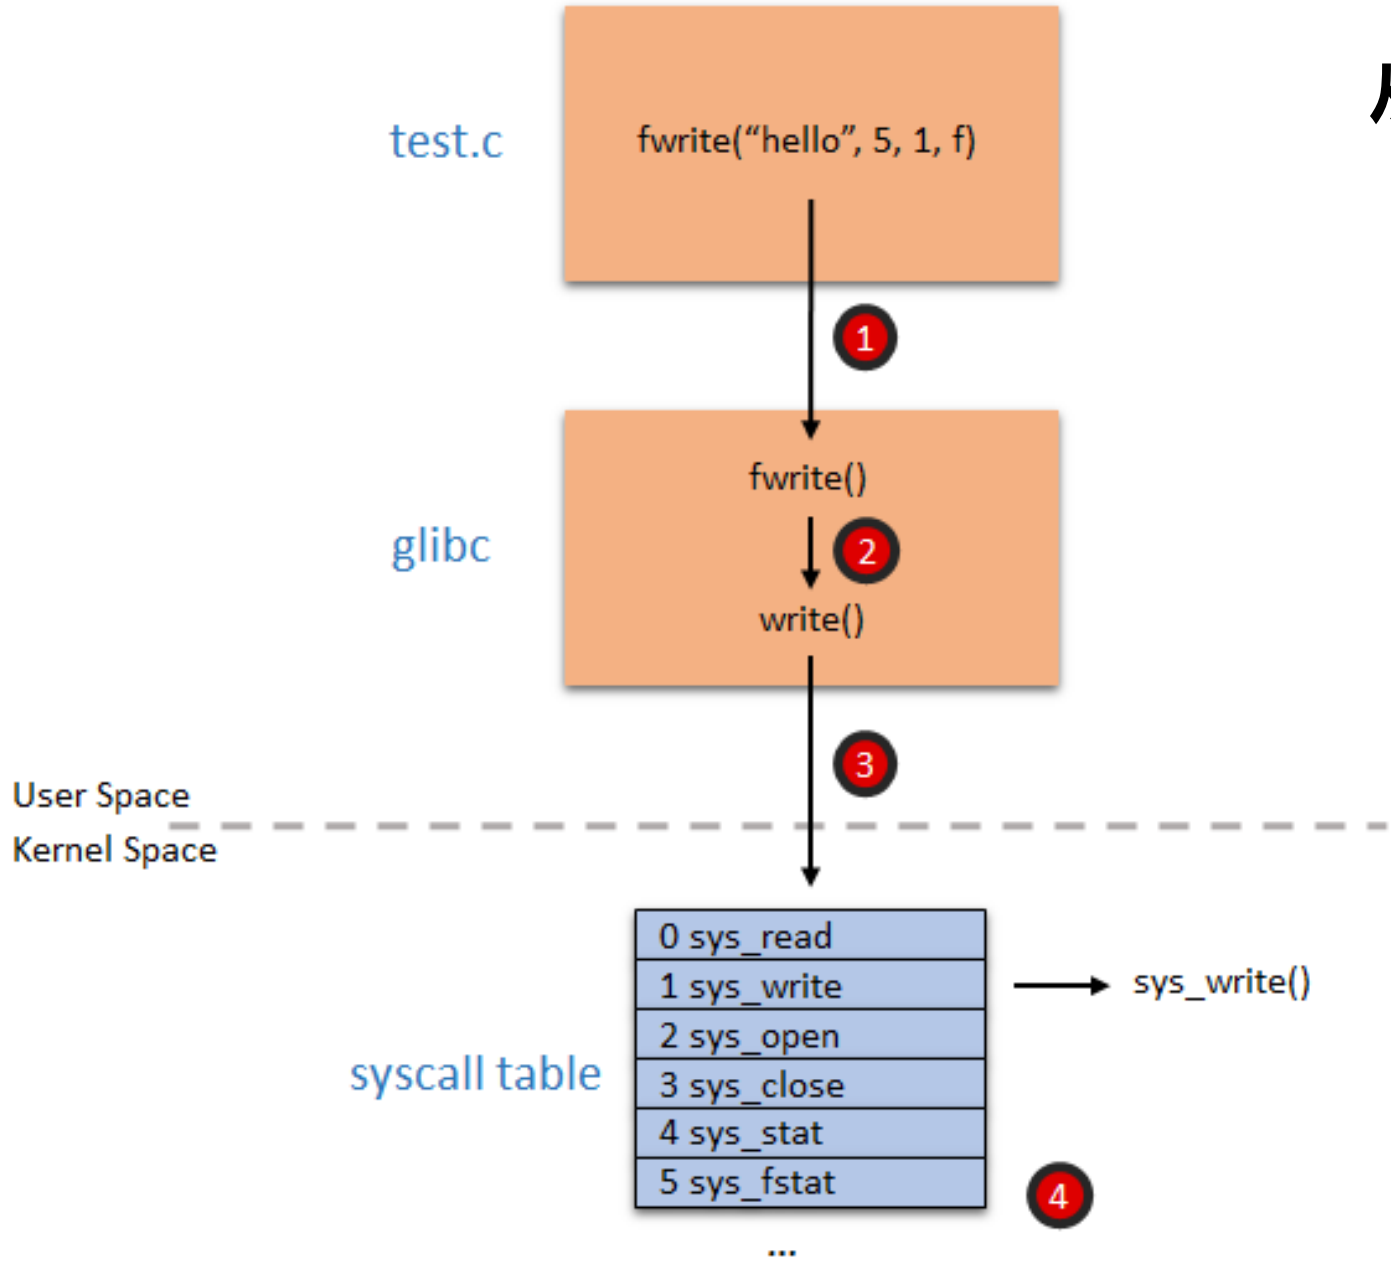 test.c
fwrite(“hello”, 5, 1, f)
1
fwrite()
glibc
2
write()
3
User Space
Kernel Space
0 sys_read
1 sys_write
sys_write()
2 sys_open
syscall table
3 sys_close
4 sys_stat
5 sys_fstat
4
...